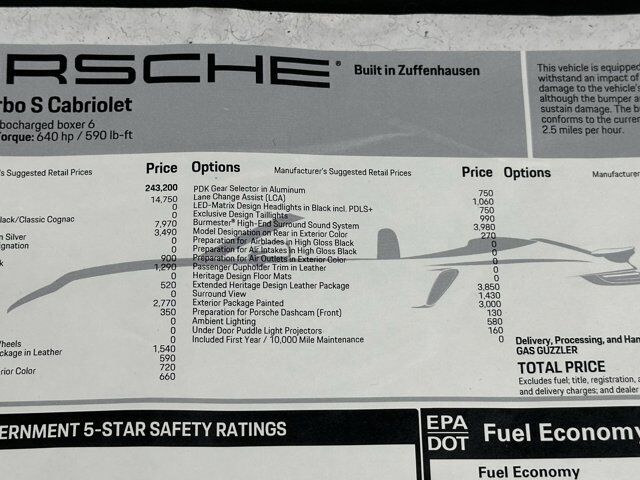 RSCHE® Built in Zuffenhausen
rbo S Cabriolet
bocharged boxer 6
Torque: 640 hp / 590 lb-ft
This vehicle is equipped
withstand an impact of
damage to the vehicle's
although the bumper a
sustain damage. The bu
conforms to the curren
2.5 miles per hour.
's Suggested Retail Prices Price
243,200
14,750
0
0
lack/Classic Cognac 7,970
3,490
n Silver 0
gnation 0
0
k 900
1,290
0
520
0
2,770
350
0
0
Wheels 1,540
ckage in Leather 590
720
erior Color 660
Options Manufacturer's Suggested Retail Prices Price
PDK Gear Selector in Aluminum 750
Lane Change Assist (LCA) 1,060
LED-Matrix Design Headlights in Black incl. PDLS+ 750
Exclusive Design Taillights 990
Burmester® High-End Surround Sound System 3,980
Model Designation on Rear in Exterior Color 270
Preparation for Airblades in High Gloss Black 0
Preparation for Air Intakes in High Gloss Black 0
Preparation for Air Outlets in Exterior Color 0
Passenger Cupholder Trim in Leather 0
Heritage Design Floor Mats 0
Extended Heritage Design Leather Package 3,850
Surround View 1,430
Exterior Package Painted 3,000
Preparation for Porsche Dashcam (Front) 130
Ambient Lighting 580
Under Door Puddle Light Projectors 160
Included First Year / 10,000 Mile Maintenance 0
Options Manufacture
Delivery, Processing, and Han
GAS GUZZLER
TOTAL PRICE
Excludes fuel; title, registration, a
and delivery charges; and dealer
ERNMENT 5-STAR SAFETY RATINGS
EPA
DOT
Fuel Economy
Fuel Economy